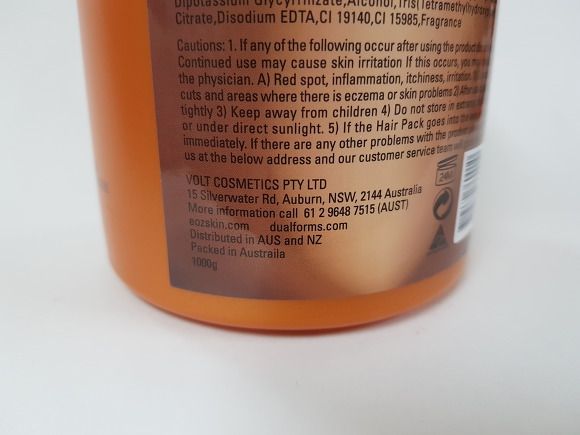 Dipotassium Glycyrrhizate,Alcohol,Tris(Tetramethylhydroxypi
Citrate,Disodium EDTA,CI 19140,CI 15985,Fragrance
Cautions: 1. If any of the following occur after using the product
Continued use may cause skin irritation If this occurs, you may
the physician. A) Red spot, inflammation, itchiness, irritation.
cuts and areas where there is eczema or skin problems 2)
tightly 3) Keep away from children 4) Do not store in
or under direct sunlight. 5) If the Hair Pack goes into the
immediately. If there are any other problems with the
us at the below address and our customer service team will
VOLT COSMETICS PTY LTD
15 Silverwater Rd, Auburn, NSW, 2144 Australia
More information call 61 2 9648 7515 (AUST)
eozskin.com dualforms.com
Distributed in AUS and NZ
Packed in Austraila
1000g
24M